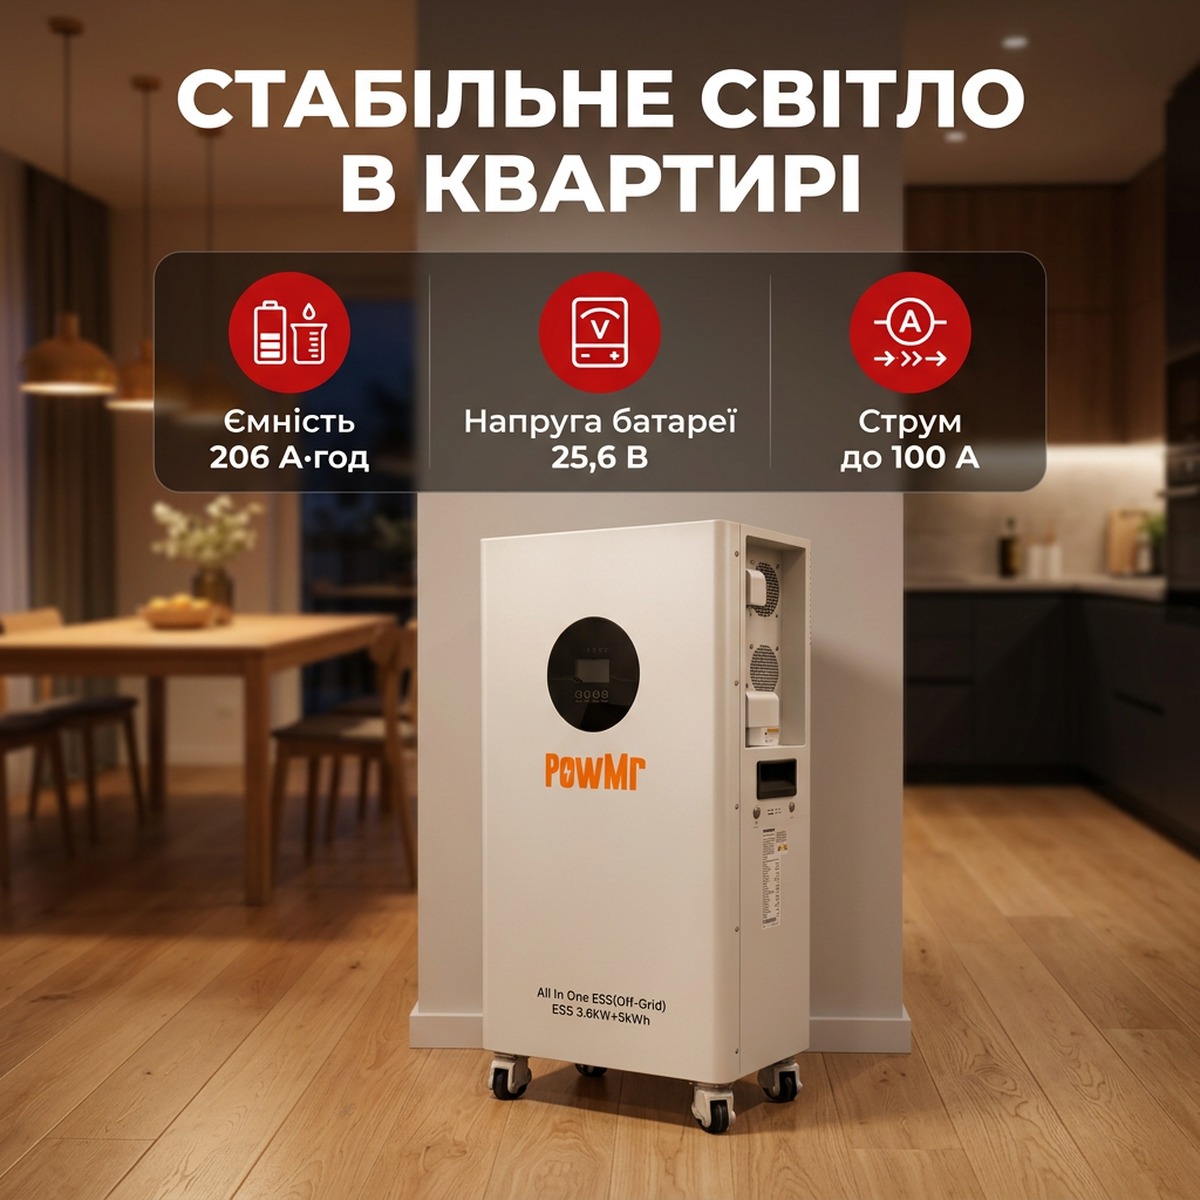 СТАБІЛЬНЕ СВІТЛО
В КВАРТИРІ
Ємність
206 А·год
Напруга батареї
25,6 В
Струм
до 100 А
V
A
PowMr
All In One ESS(Off-Grid)
ESS 3.6KW+5kWh